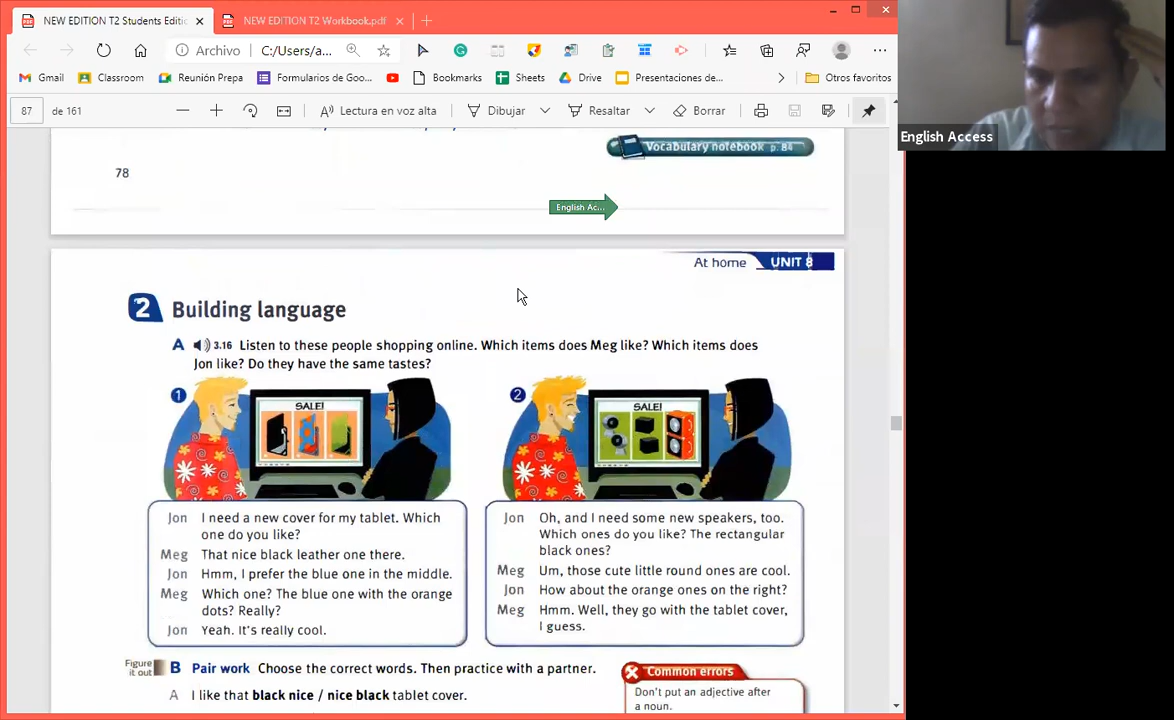 NEW EDITION T2 Students Editio
NEW EDITION T2 Workbook.pdf
Archivo
C:/Users/a...
Gmail
Classroom
Reunión Prepa
Formularios de Goo...
Bookmarks
Sheets
Drive
Presentaciones de...
Otros favoritos
87 de 161
Lectura en voz alta
Dibujar
Resaltar
Borrar
English Access
Vocabulary notebook p. 84
78
English Ac...
At home UNIT 8
2 Building language
A 3.16 Listen to these people shopping online. Which items does Meg like? Which items does
Jon like? Do they have the same tastes?
1
SALE!
2
SALE!
Jon I need a new cover for my tablet. Which
one do you like?
Meg That nice black leather one there.
Jon Hmm, I prefer the blue one in the middle.
Meg Which one? The blue one with the orange
dots? Really?
Jon Yeah. It's really cool.
Jon Oh, and I need some new speakers, too.
Which ones do you like? The rectangular
black ones?
Meg Um, those cute little round ones are cool.
Jon How about the orange ones on the right?
Meg Hmm. Well, they go with the tablet cover,
I guess.
Figure
it out
B Pair work Choose the correct words. Then practice with a partner.
A I like that black nice / nice black tablet cover.
Common errors
Don't put an adjective after
a noun.